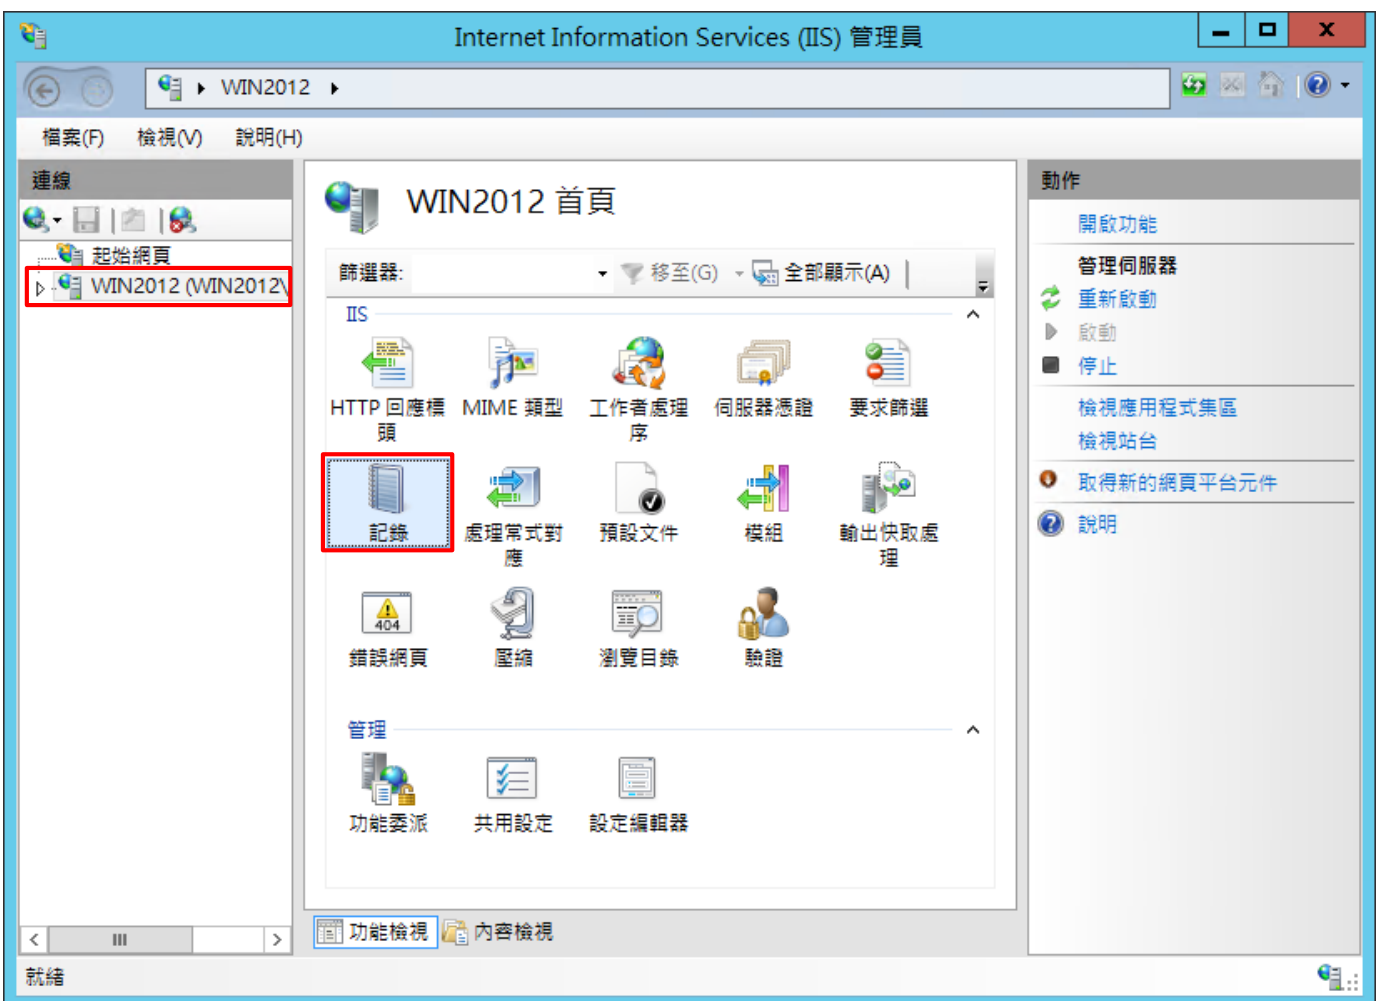 Internet Information Services (IIS) 管理員
WIN2012
檔案(F) 檢視(V) 說明(H)
連線
起始網頁
WIN2012 (WIN2012\
WIN2012 首頁
篩選器: 移至(G) 全部顯示(A)
IIS
HTTP 回應標
頭
MIME 類型
工作者處理
序
伺服器憑證
要求篩選
記錄
處理常式對
應
預設文件
模組
輸出快取處
理
404
錯誤網頁
壓縮
瀏覽目錄
驗證
管理
功能委派
共用設定
設定編輯器
功能檢視 內容檢視
動作
開啟功能
管理伺服器
重新啟動
啟動
停止
檢視應用程式集區
檢視站台
取得新的網頁平台元件
說明
就緒